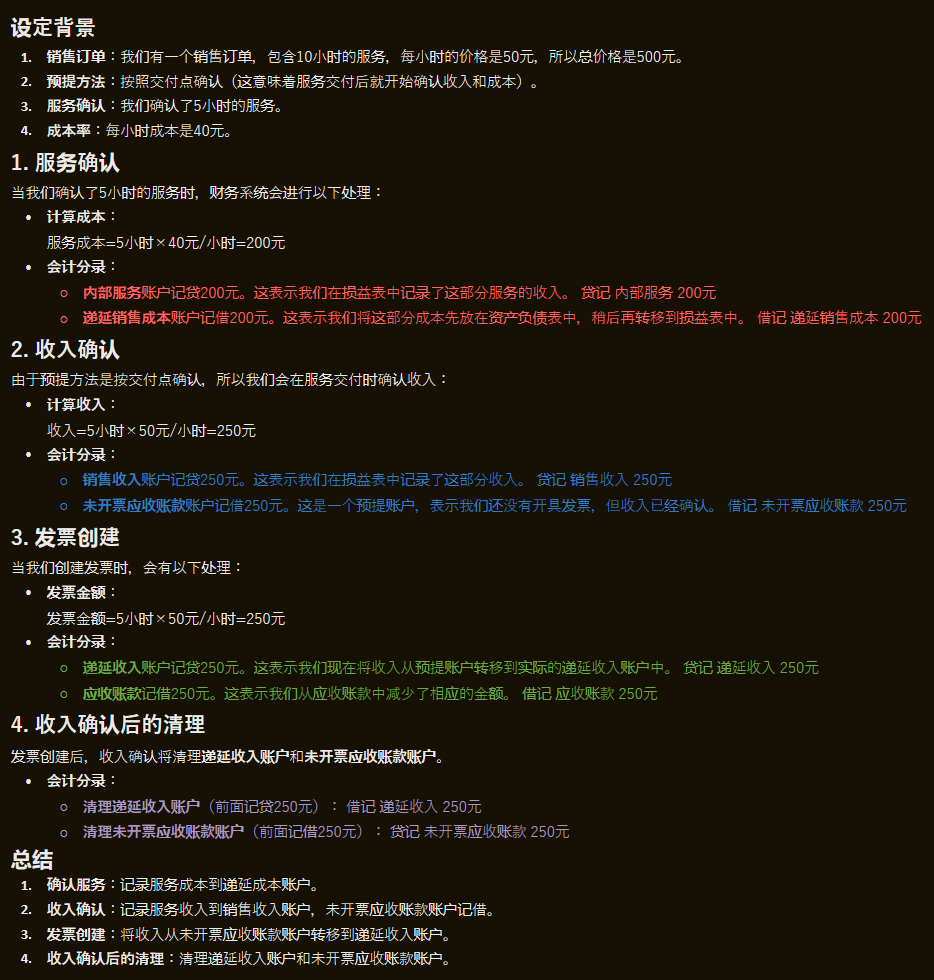 设定背景
1. 销售订单：我们有一个销售订单，包含10小时的服务，每小时的价格是50元，所以总价格是500元。
2. 预提方法：按照交付点确认（这意味着服务交付后就开始确认收入和成本）。
3. 服务确认：我们确认了5小时的服务。
4. 成本率：每小时成本是40元。
1. 服务确认
当我们确认了5小时的服务时，财务系统会进行以下处理：
• 计算成本：
服务成本=5小时×40元/小时=200元
• 会计分录：
○ 内部服务账户记贷200元。这表示我们在损益表中记录了这部分服务的收入。 贷记 内部服务 200元
○ 递延销售成本账户记借200元。这表示我们将这部分成本先放在资产负债表中，稍后再转移到损益表中。 借记 递延销售成本 200元
2. 收入确认
由于预提方法是按交付点确认，所以我们会在服务交付时确认收入：
• 计算收入：
收入=5小时×50元/小时=250元
• 会计分录：
○ 销售收入账户记贷250元。这表示我们在损益表中记录了这部分收入。 贷记 销售收入 250元
○ 未开票应收账款账户记借250元。这是一个预提账户，表示我们还没有开具发票，但收入已经确认。 借记 未开票应收账款 250元
3. 发票创建
当我们创建发票时，会有以下处理：
• 发票金额：
发票金额=5小时×50元/小时=250元
• 会计分录：
○ 递延收入账户记贷250元。这表示我们现在将收入从预提账户转移到实际的递延收入账户中。 贷记 递延收入 250元
○ 应收账款记借250元。这表示我们从应收账款中减少了相应的金额。 借记 应收账款 250元
4. 收入确认后的清理
发票创建后，收入确认将清理递延收入账户和未开票应收账款账户。
• 会计分录：
○ 清理递延收入账户（前面记贷250元）： 借记 递延收入 250元
○ 清理未开票应收账款账户（前面记借250元）： 贷记 未开票应收账款 250元
总结
1. 确认服务：记录服务成本到递延成本账户。
2. 收入确认：记录服务收入到销售收入账户，未开票应收账款账户记借。
3. 发票创建：将收入从未开票应收账款账户转移到递延收入账户。
4. 收入确认后的清理：清理递延收入账户和未开票应收账款账户。